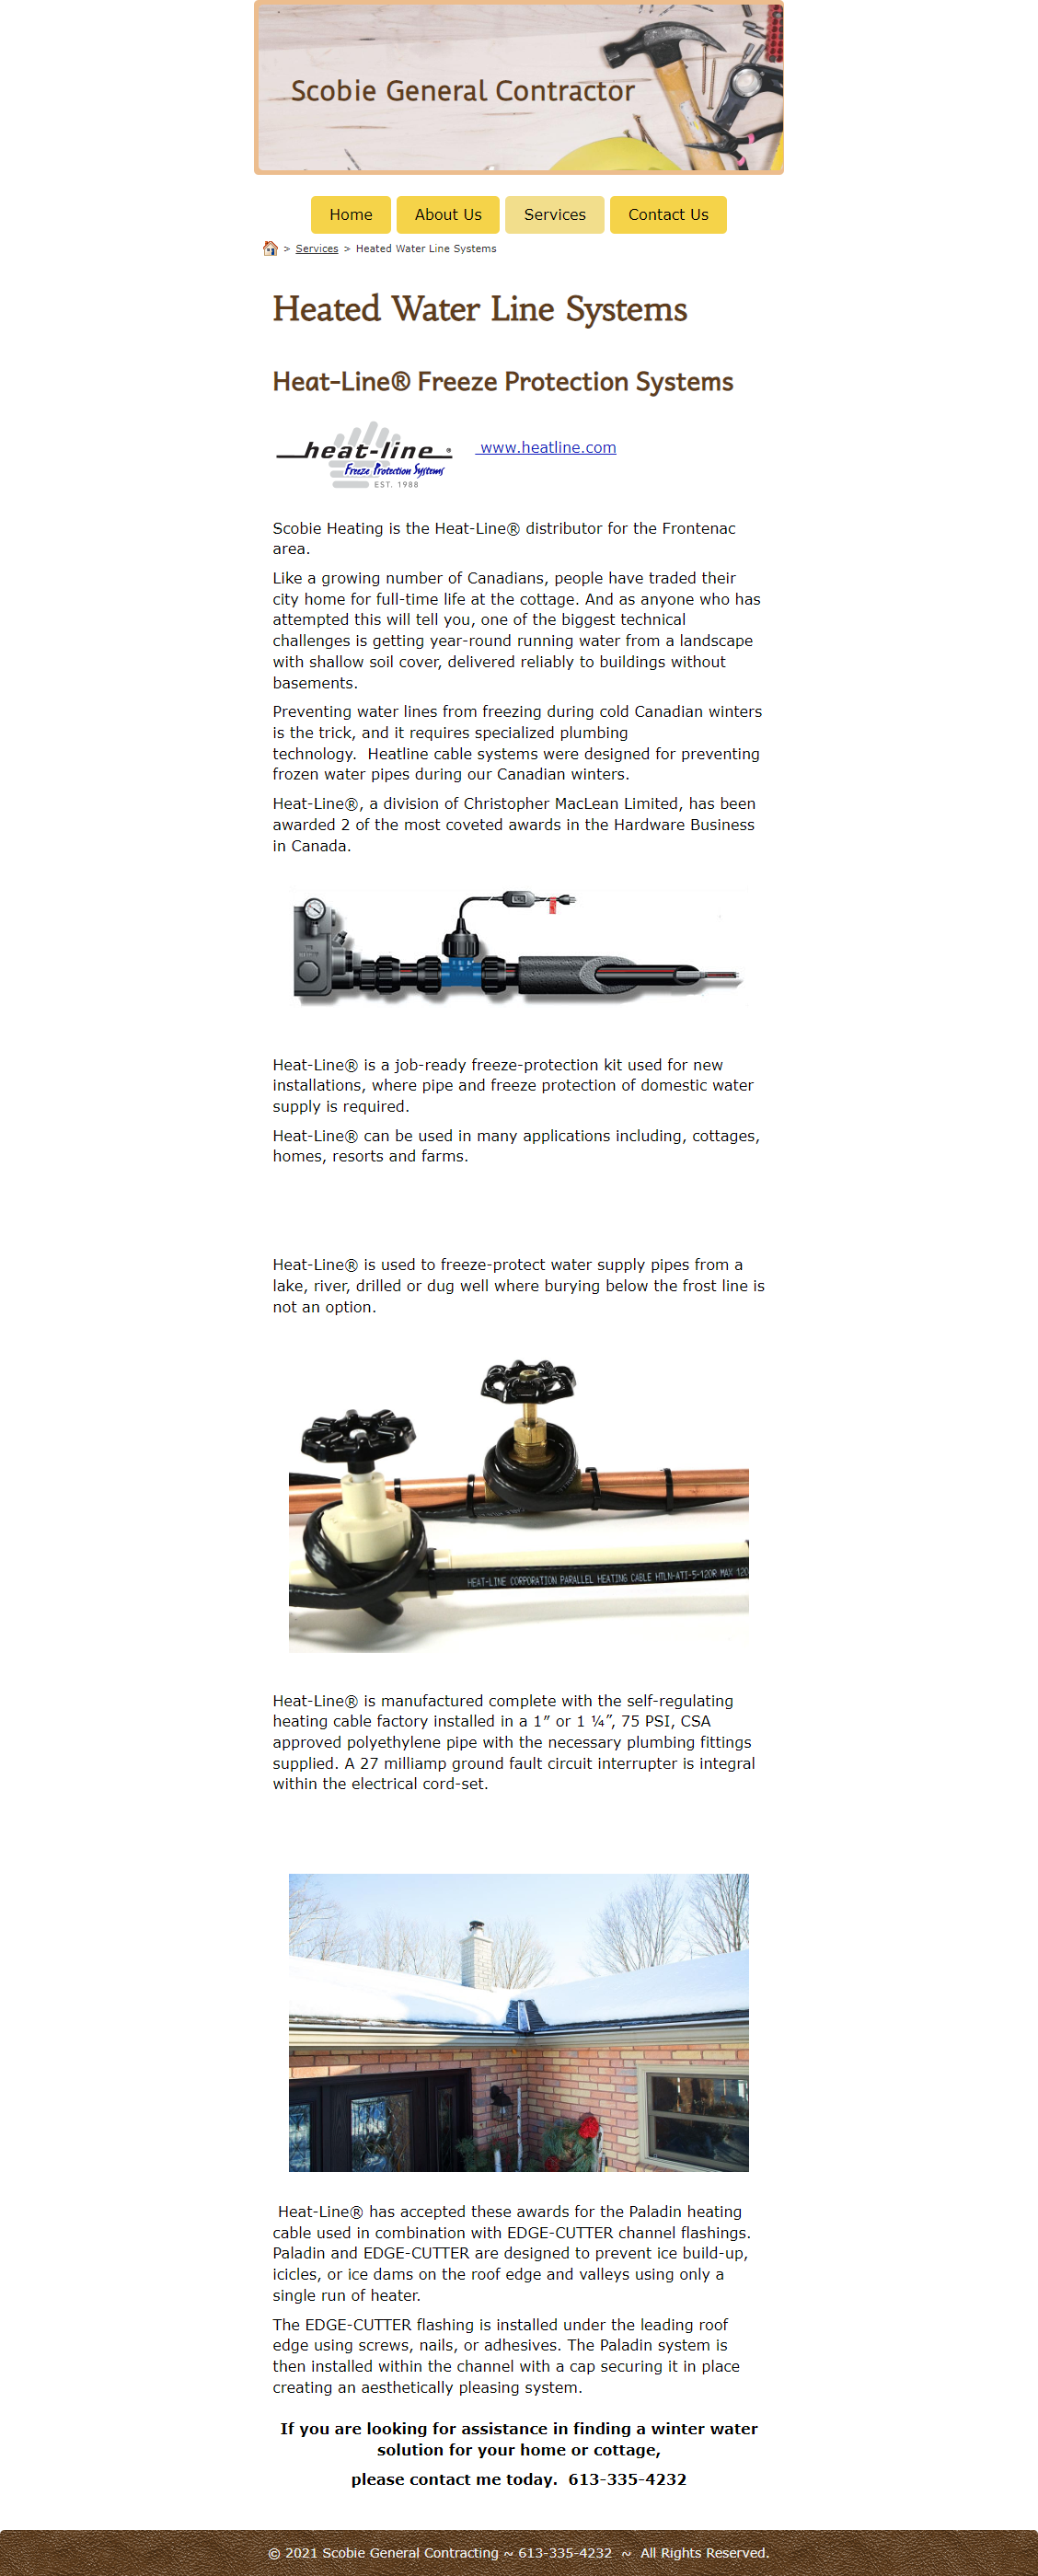 Scobie General Contractor
Home
About Us
Services
Contact Us
> Services > Heated Water Line Systems
Heated Water Line Systems
Heat-Line® Freeze Protection Systems
heat-line®
Freeze Protection Systems
EST. 1988
www.heatline.com
Scobie Heating is the Heat-Line® distributor for the Frontenac
area.
Like a growing number of Canadians, people have traded their
city home for full-time life at the cottage. And as anyone who has
attempted this will tell you, one of the biggest technical
challenges is getting year-round running water from a landscape
with shallow soil cover, delivered reliably to buildings without
basements.
Preventing water lines from freezing during cold Canadian winters
is the trick, and it requires specialized plumbing
technology.  Heatline cable systems were designed for preventing
frozen water pipes during our Canadian winters.
Heat-Line®, a division of Christopher MacLean Limited, has been
awarded 2 of the most coveted awards in the Hardware Business
in Canada.
Heat-Line® is a job-ready freeze-protection kit used for new
installations, where pipe and freeze protection of domestic water
supply is required.
Heat-Line® can be used in many applications including, cottages,
homes, resorts and farms.
Heat-Line® is used to freeze-protect water supply pipes from a
lake, river, drilled or dug well where burying below the frost line is
not an option.
HEAT-LINE CORPORATION PARALLEL HEATING CABLE HTLN-ATI-5-120R MAX 120
Heat-Line® is manufactured complete with the self-regulating
heating cable factory installed in a 1” or 1 ¼”, 75 PSI, CSA
approved polyethylene pipe with the necessary plumbing fittings
supplied. A 27 milliamp ground fault circuit interrupter is integral
within the electrical cord-set.
Heat-Line® has accepted these awards for the Paladin heating
cable used in combination with EDGE-CUTTER channel flashings.
Paladin and EDGE-CUTTER are designed to prevent ice build-up,
icicles, or ice dams on the roof edge and valleys using only a
single run of heater.
The EDGE-CUTTER flashing is installed under the leading roof
edge using screws, nails, or adhesives. The Paladin system is
then installed within the channel with a cap securing it in place
creating an aesthetically pleasing system.
If you are looking for assistance in finding a winter water
solution for your home or cottage,
please contact me today.  613-335-4232
© 2021 Scobie General Contracting ~ 613-335-4232  ~  All Rights Reserved.